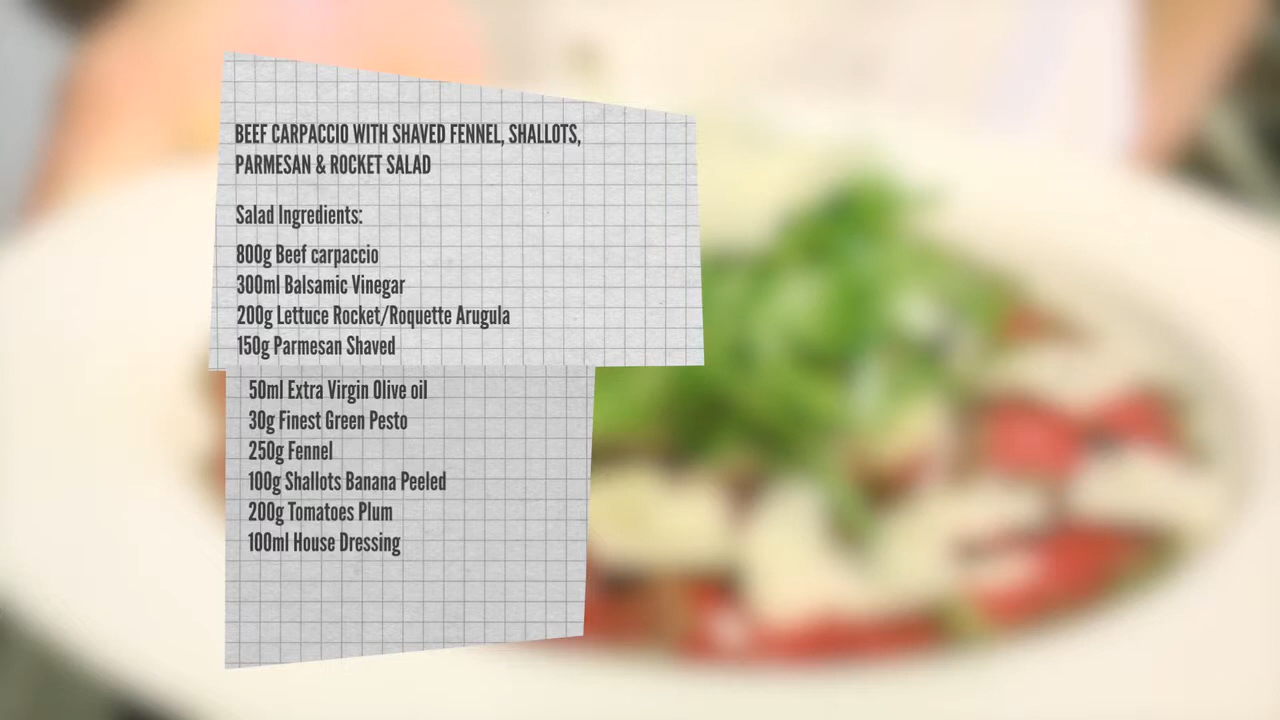 BEEF CARPACCIO WITH SHAVED FENNEL, SHALLOTS,
PARMESAN & ROCKET SALAD
Salad Ingredients:
800g Beef carpaccio
300ml Balsamic Vinegar
200g Lettuce Rocket/Roquette Arugula
150g Parmesan Shaved
50ml Extra Virgin Olive oil
30g Finest Green Pesto
250g Fennel
100g Shallots Banana Peeled
200g Tomatoes Plum
100ml House Dressing